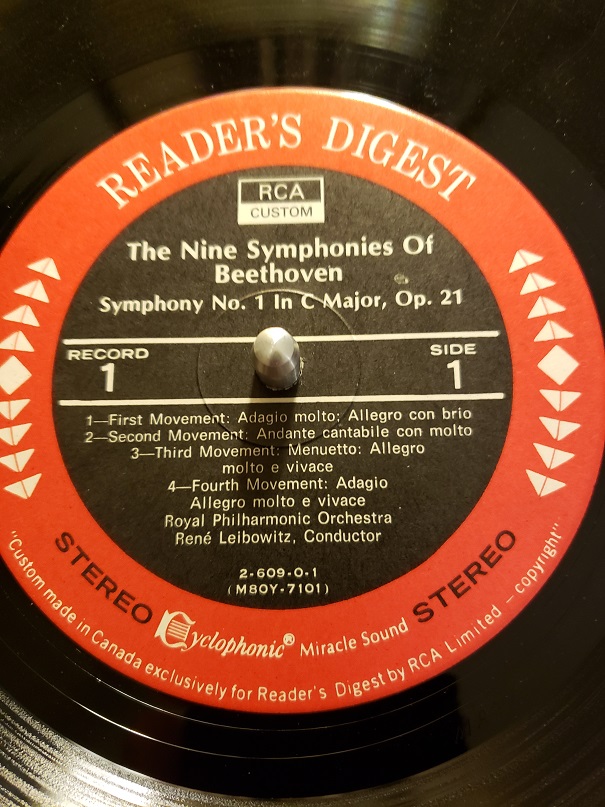 READER'S DIGEST
RCA
CUSTOM
The Nine Symphonies Of
Beethoven
Symphony No. 1 In C Major, Op. 21
RECORD
1
SIDE
1
1—First Movement: Adagio molto; Allegro con brio
2—Second Movement: Andante cantabile con molto
3—Third Movement: Menuetto: Allegro
molto e vivace
4—Fourth Movement: Adagio
Allegro molto e vivace
Royal Philharmonic Orchestra
René Leibowitz, Conductor
2-609-0-1
(M80Y-7101)
STEREO Cyclophonic® Miracle Sound STEREO
"Custom made in Canada exclusively for Reader's Digest by RCA Limited – copyright"